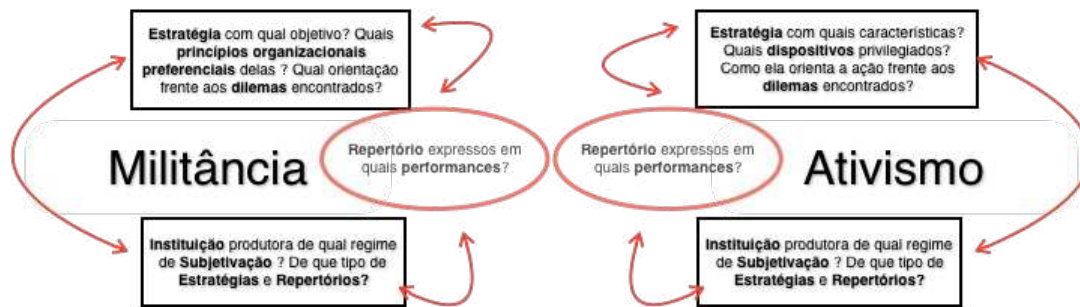 Estratégia com qual objetivo? Quais
princípios organizacionais
preferenciais delas ? Qual orientação
frente aos dilemas encontrados?
Militância
Repertório expressos em
quais performances?
Instituição produtora de qual regime
de Subjetivação ? De que tipo de
Estratégias e Repertórios?
Estratégia com quais características?
Quais dispositivos privilegiados?
Como ela orienta a ação frente aos
dilemas encontrados?
Repertório expressos em
quais performances?
Ativismo
Instituição produtora de qual regime
de Subjetivação ? De que tipo de
Estratégias e Repertórios?